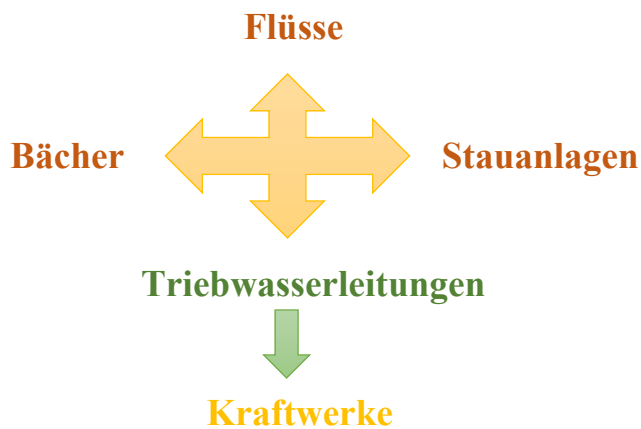 Flüsse
Bächer
Stauanlagen
Triebwasserleitungen
Kraftwerke